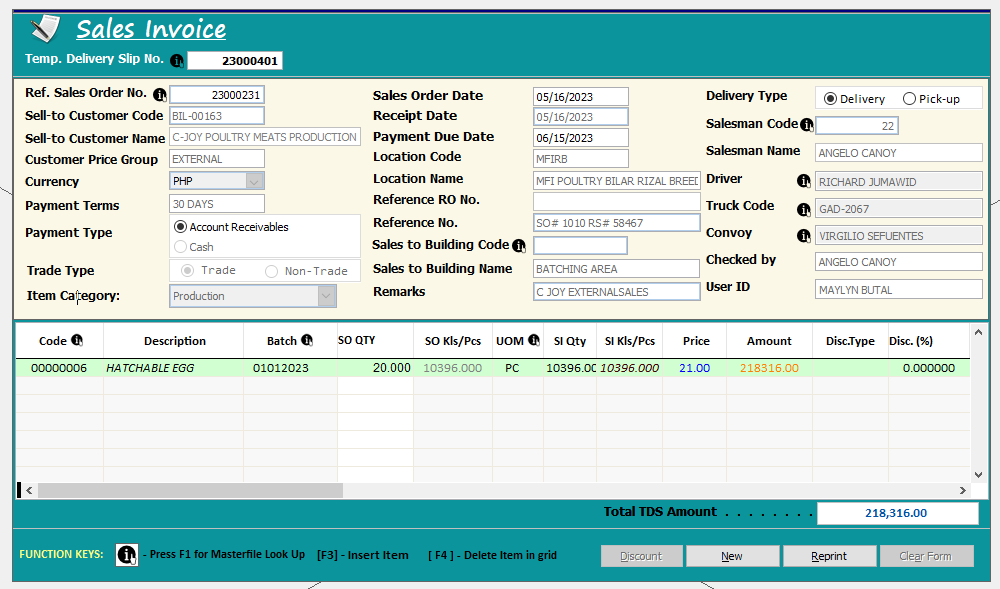 Sales Invoice
Temp. Delivery Slip No. 23000401
Ref. Sales Order No. 23000231
Sell-to Customer Code BIL-00163
Sell-to Customer Name C-JOY POULTRY MEATS PRODUCTION
Customer Price Group EXTERNAL
Currency PHP
Payment Terms 30 DAYS
Payment Type Account Receivables
Cash
Trade Type Trade Non-Trade
Item Category: Production
Sales Order Date 05/16/2023
Receipt Date 05/16/2023
Payment Due Date 06/15/2023
Location Code MFIRB
Location Name MFI POULTRY BILAR RIZAL BREED
Reference RO No.
Reference No. SO# 1010 RS# 58467
Sales to Building Code
Sales to Building Name BATCHING AREA
Remarks C JOY EXTERNALSALES
Delivery Type Delivery Pick-up
Salesman Code 22
Salesman Name ANGELO CANOY
Driver RICHARD JUMAWID
Truck Code GAD-2067
Convoy VIRGILIO SEFUENTES
Checked by ANGELO CANOY
User ID MAYLYN BUTAL
Code Description Batch SO QTY SO Kls/Pcs UOM SI Qty SI Kls/Pcs Price Amount Disc.Type Disc. (%)
00000006 HATCHABLE EGG 01012023 20.000 10396.000 PC 10396.00 10396.000 21.00 218316.00 0.000000
Total TDS Amount . . . . . . . . 218,316.00
FUNCTION KEYS: - Press F1 for Masterfile Look Up [F3] - Insert Item [ F4 ] - Delete Item in grid Discount New Reprint Clear Form